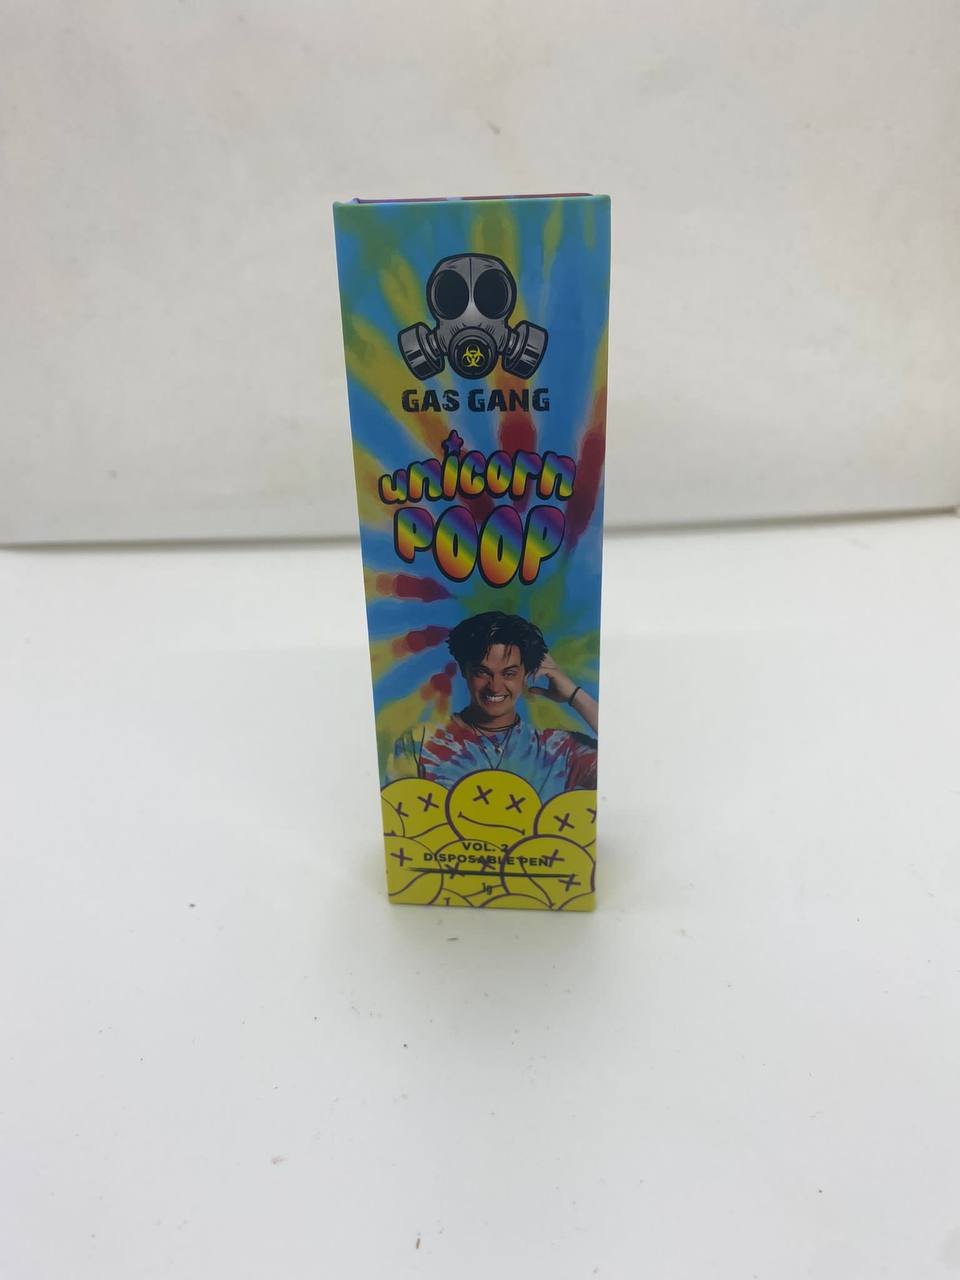 GAS GANG
unicorn
POOP
VOL. 2
DISPOSABLE PEN
1g